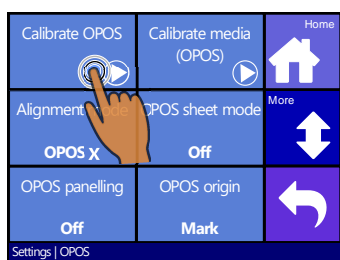 Calibrate OPOS
Calibrate media
(OPOS)
Home
Alignment mode
OPOS X
OPOS sheet mode
Off
More
OPOS panelling
Off
OPOS origin
Mark
Settings | OPOS